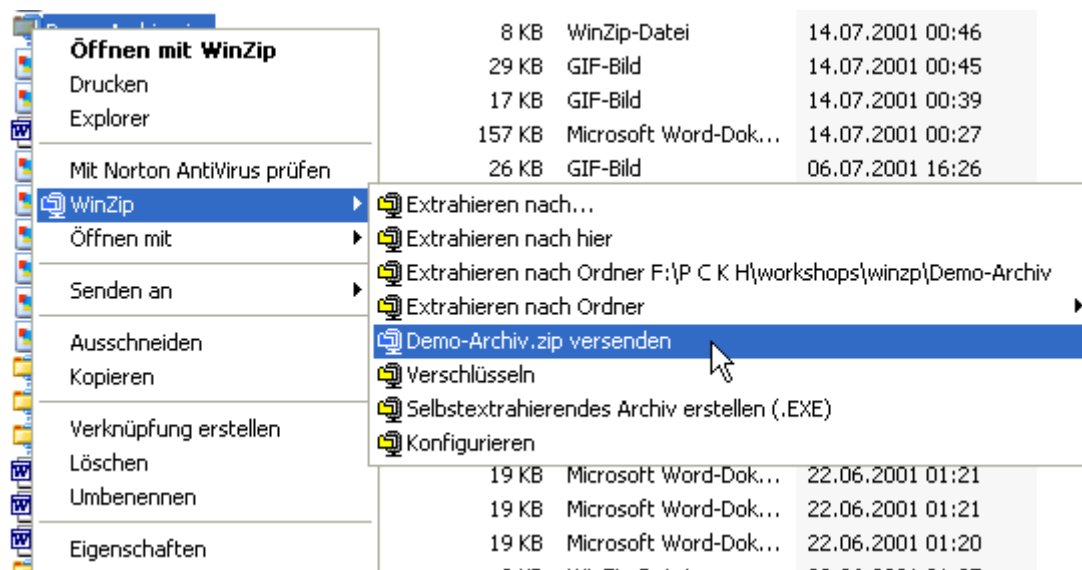 8 KB WinZip-Datei 14.07.2001 00:46
Öffnen mit WinZip
29 KB GIF-Bild 14.07.2001 00:45
Drucken
17 KB GIF-Bild 14.07.2001 00:39
Explorer
157 KB Microsoft Word-Dok... 14.07.2001 00:27
Mit Norton AntiVirus prüfen
26 KB GIF-Bild 06.07.2001 16:26
WinZip
Öffnen mit
Senden an
Ausschneiden
Kopieren
Verknüpfung erstellen
Löschen
Umbenennen
Eigenschaften
Extrahieren nach...
Extrahieren nach hier
Extrahieren nach Ordner F:\P C K H\workshops\winzp\Demo-Archiv
Extrahieren nach Ordner
Demo-Archiv.zip versenden
Verschlüsseln
Selbstextrahierendes Archiv erstellen (.EXE)
Konfigurieren
19 KB Microsoft Word-Dok... 22.06.2001 01:21
19 KB Microsoft Word-Dok... 22.06.2001 01:21
19 KB Microsoft Word-Dok... 22.06.2001 01:20